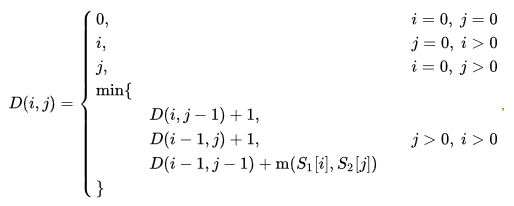 0, i = 0, j = 0
i, j = 0, i > 0
j, i = 0, j > 0
min{
D(i, j − 1) + 1,
D(i, j) = D(i − 1, j) + 1, j > 0, i > 0
D(i − 1, j − 1) + m(S₁[i], S₂[j])
}
,